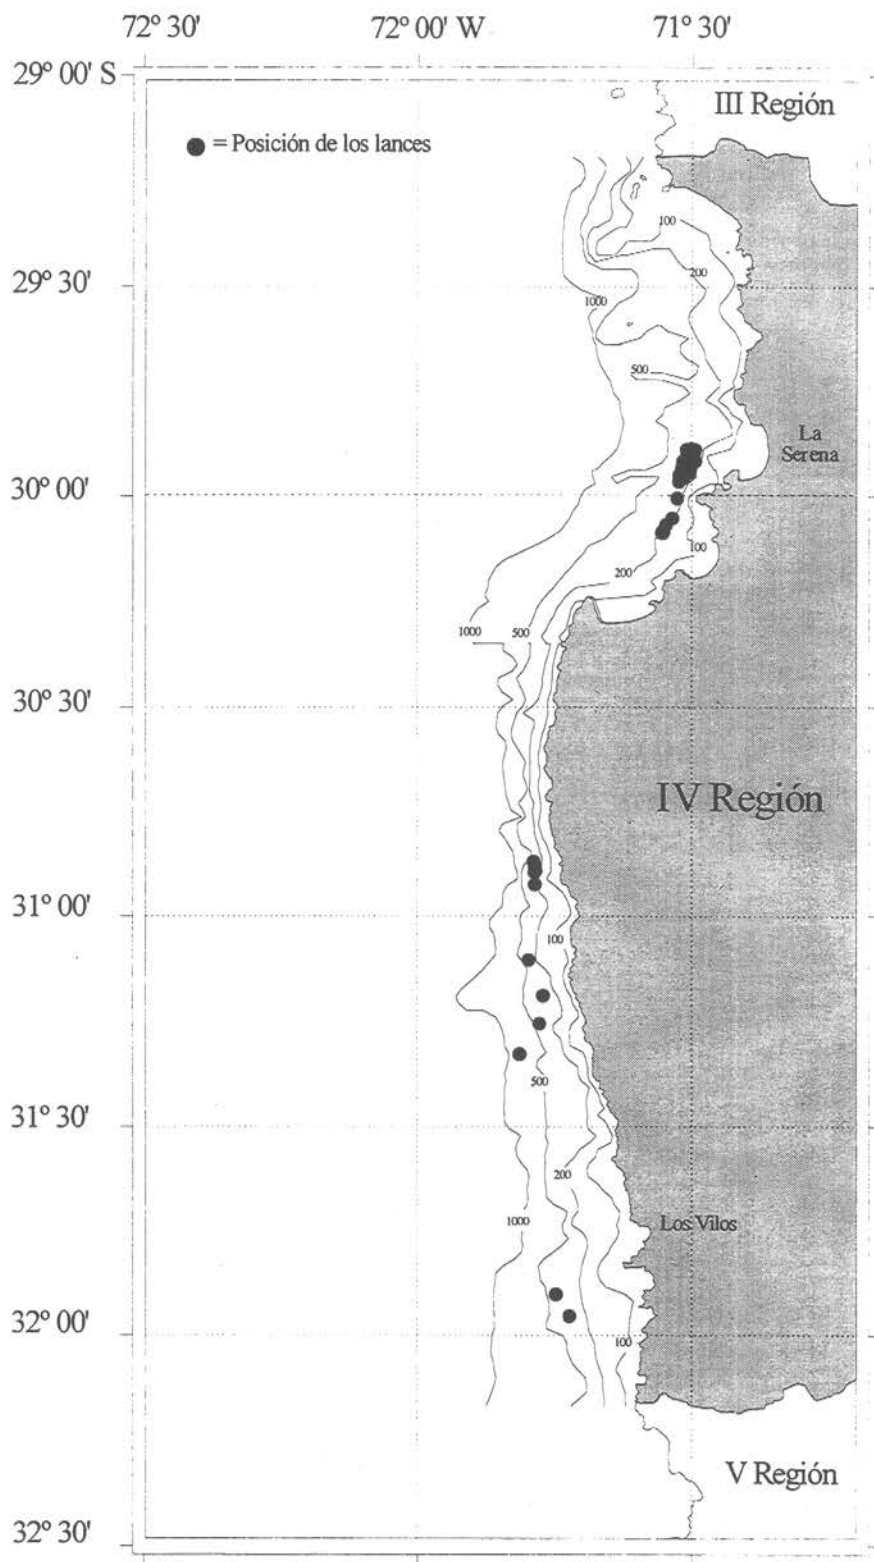 72° 30' 72° 00' W 71° 30'
29° 00' S
III Región
= Posición de los lances
100
200
29° 30'
1000
500
La
Serena
30° 00'
100
200
1000
500
30° 30'
IV Región
31° 00'
100
500
31° 30'
200
1000
Los Vilos
32° 00'
100
V Región
32° 30'